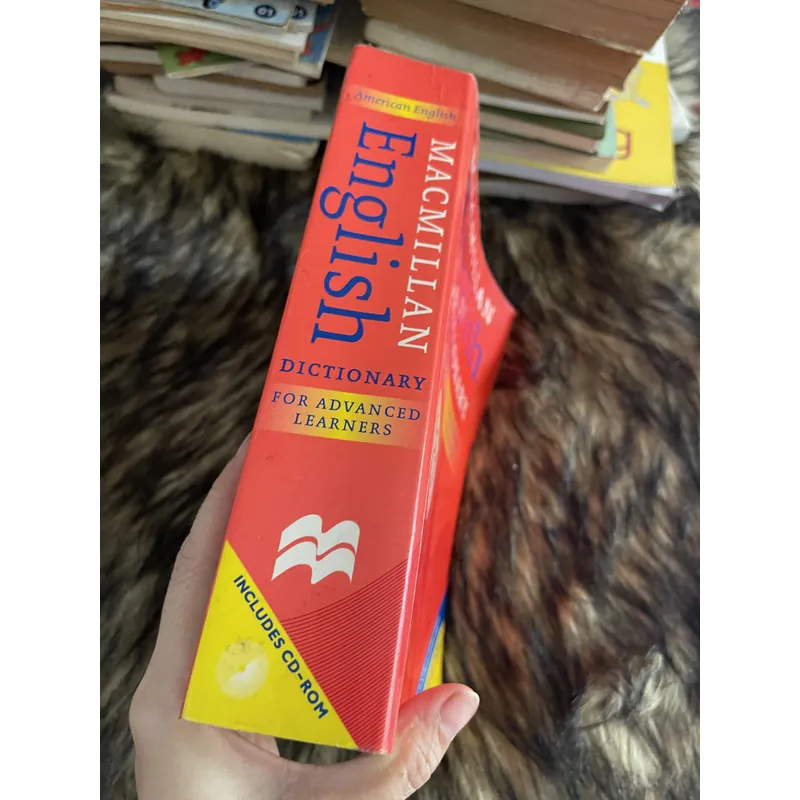 American English
MACMILLAN
English
DICTIONARY
FOR ADVANCED
LEARNERS
INCLUDES CD-ROM